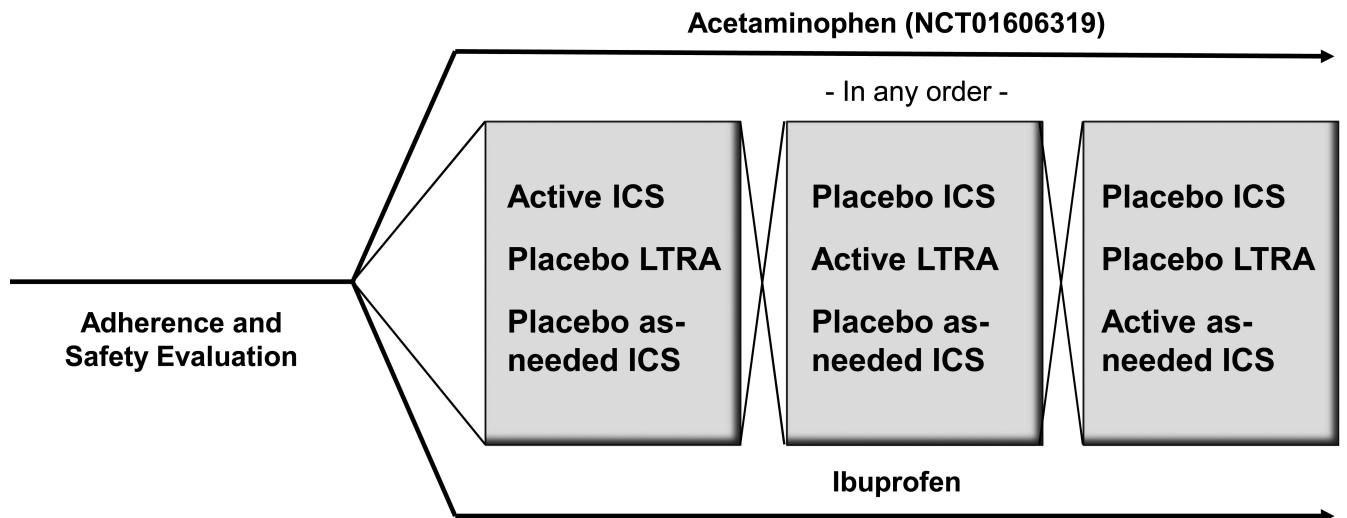 Acetaminophen (NCT01606319)
- In any order -
Active ICS
Placebo LTRA
Placebo as-
needed ICS
Placebo ICS
Active LTRA
Placebo as-
needed ICS
Placebo ICS
Placebo LTRA
Active as-
needed ICS
Adherence and
Safety Evaluation
Ibuprofen